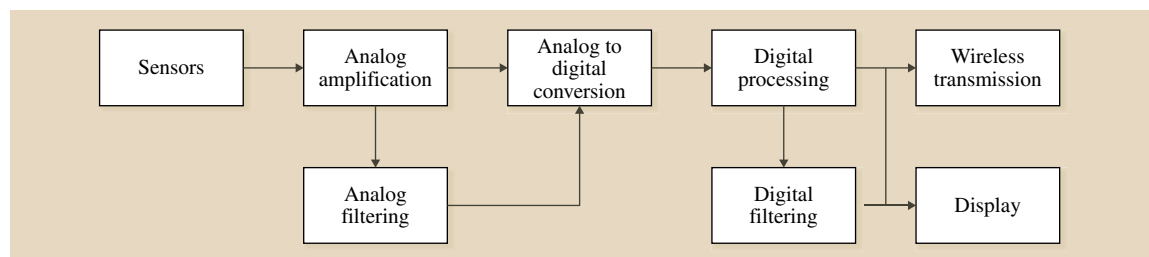 Sensors
Analog
amplification
Analog to
digital
conversion
Digital
processing
Wireless
transmission
Analog
filtering
Digital
filtering
Display